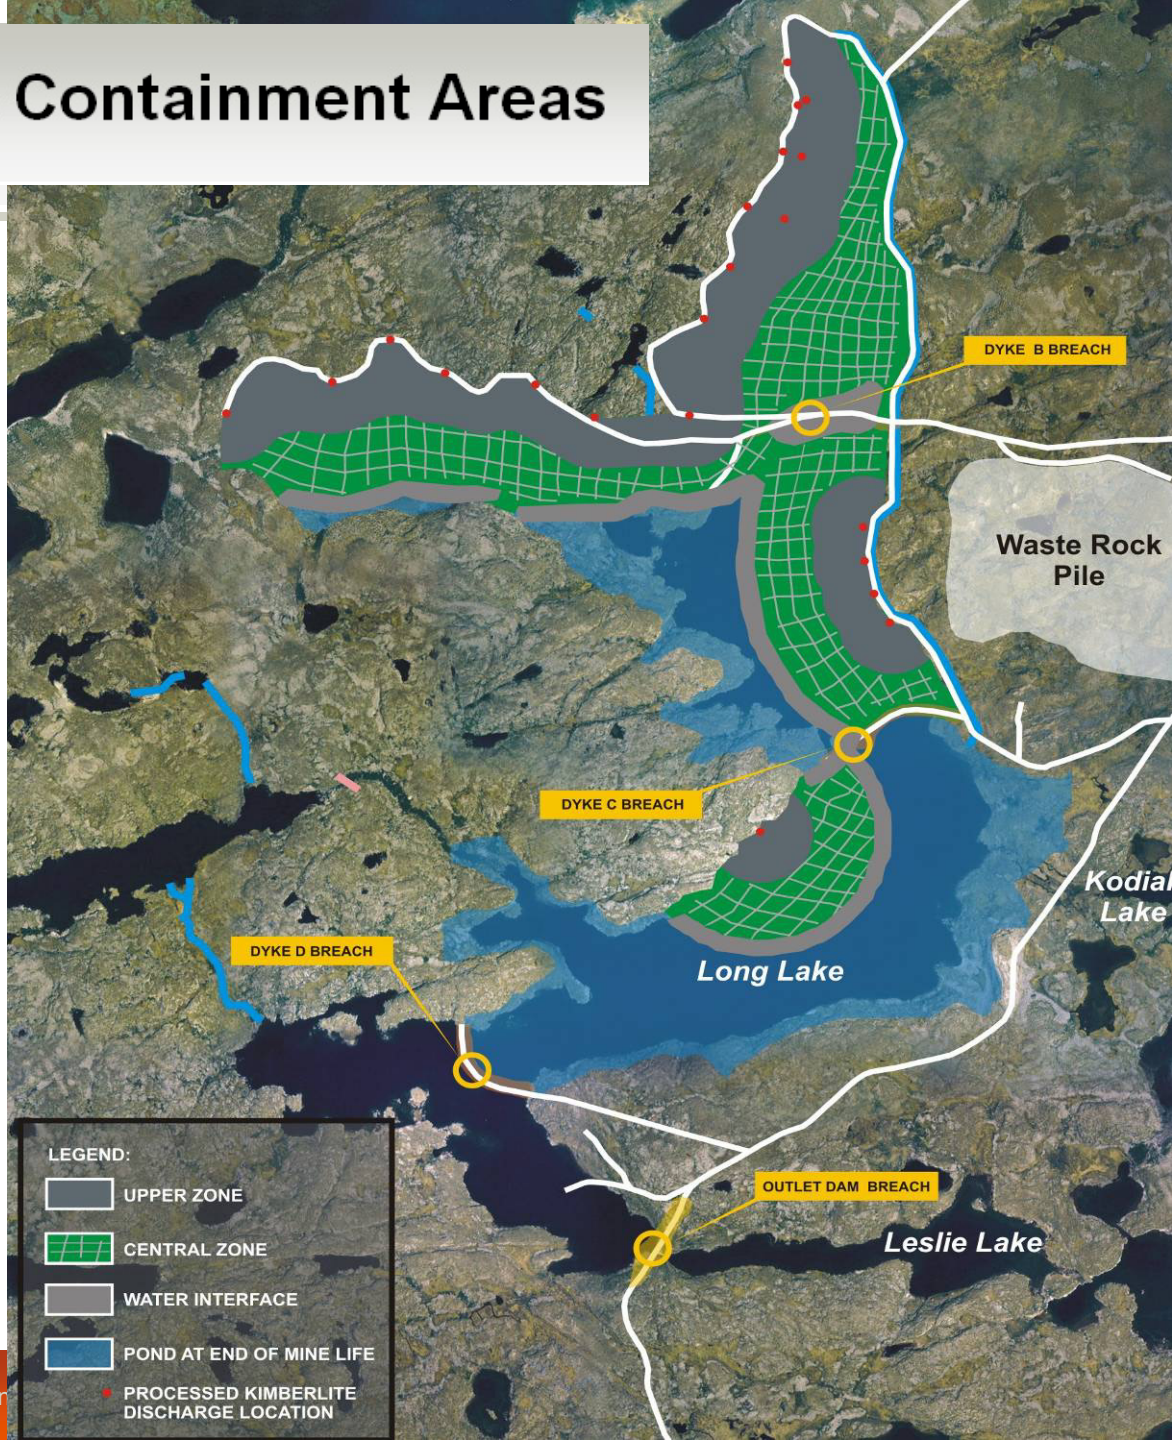 Containment Areas
DYKE B BREACH
Waste Rock
Pile
DYKE C BREACH
Kodiak
Lake
DYKE D BREACH
Long Lake
OUTLET DAM BREACH
Leslie Lake
LEGEND:
UPPER ZONE
CENTRAL ZONE
WATER INTERFACE
POND AT END OF MINE LIFE
PROCESSED KIMBERLITE
DISCHARGE LOCATION